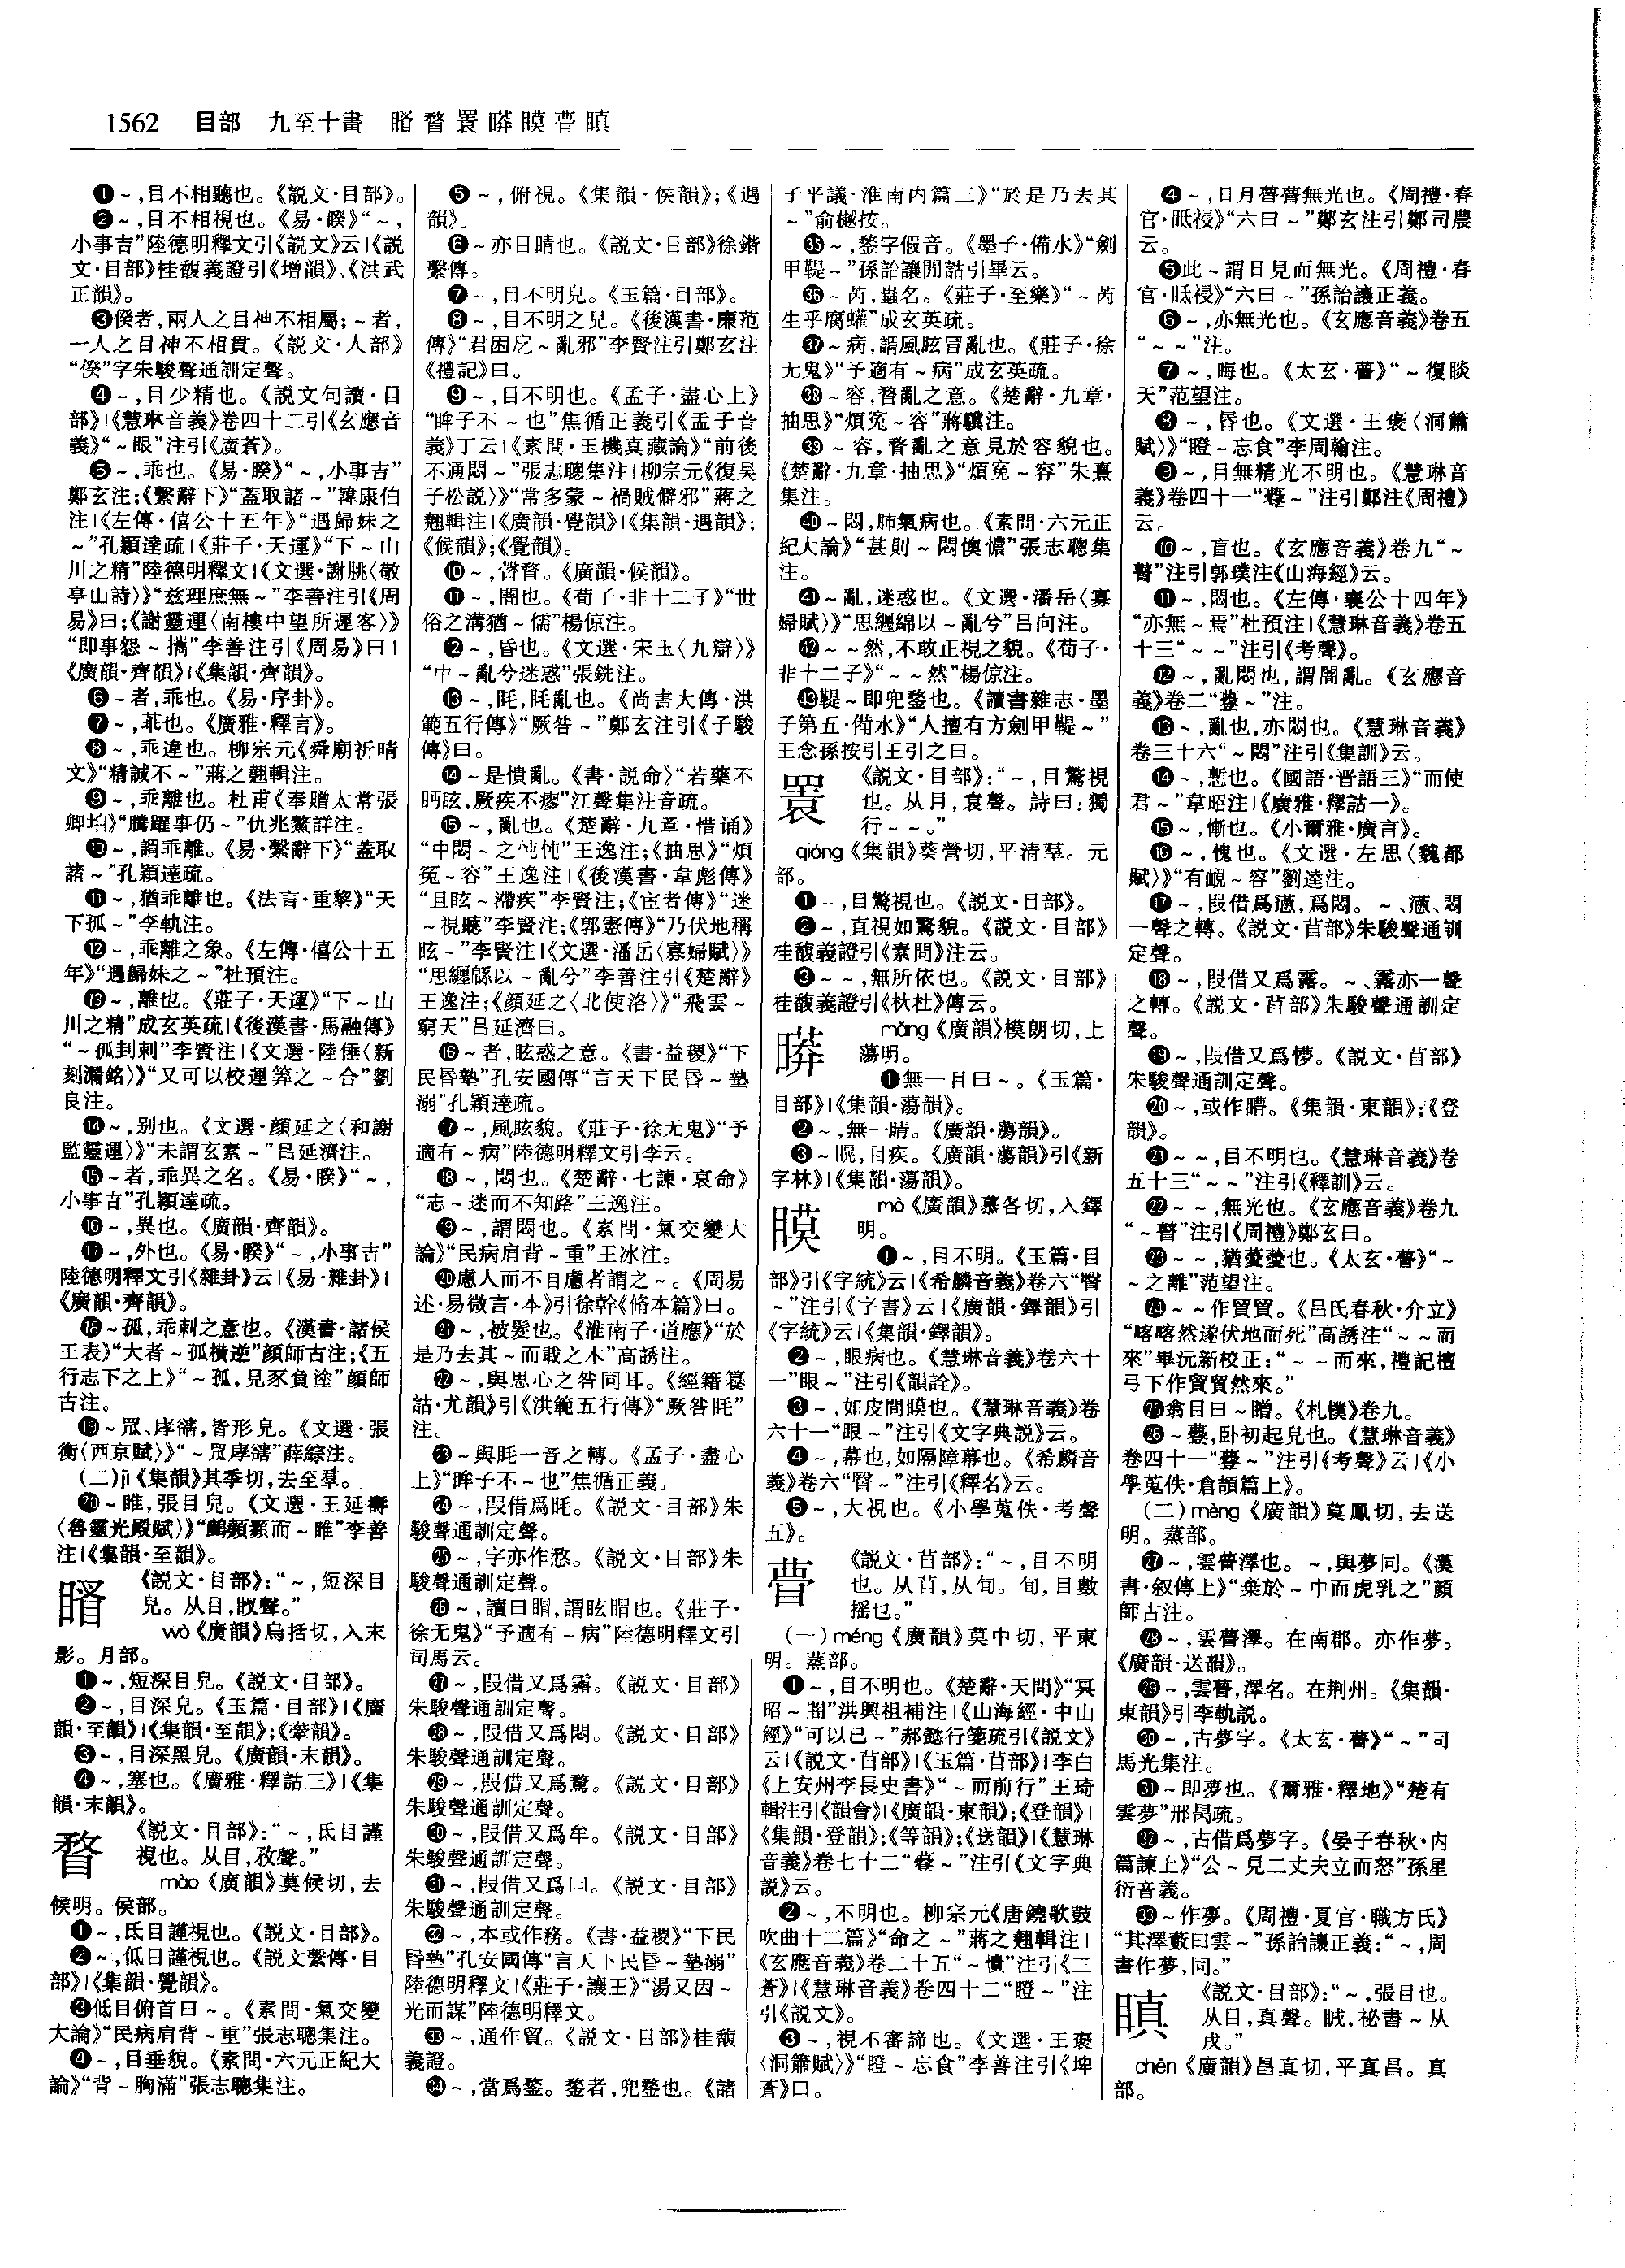 1562 目部 九至十畫 䁊瞀瞏䁳瞙瞢瞋
❶~,目不相聽也。《説文·目部》。
❷~,目不相視也。《易·睽》“~,
小事吉”陸德明釋文引《説文》云|《説
文·目部》桂馥義證引《增韻》、《洪武
正韻》。
❸傒者,兩人之目神不相屬;~者,
一人之目神不相貫。《説文·人部》
“傒”字朱駿聲通訓定聲。
❹~,目少精也。《説文句讀·目
部》|《慧琳音義》卷四十二引《玄應音
義》“~眼”注引《廣蒼》。
❺~,乖也。《易·睽》“~,小事吉”
鄭玄注;《繫辭下》“蓋取諸~”韓康伯
注|《左傳·僖公十五年》“遇歸妹之
~”孔穎達疏|《莊子·天運》“下~山
川之精”陸德明釋文|《文選·謝朓〈敬
亭山詩〉》“兹理庶無~”李善注引《周
易》曰;《謝靈運〈南樓中望所遲客〉》
“即事怨~攜”李善注引《周易》曰|
《廣韻·齊韻》|《集韻·齊韻》。
❻~者,乖也。《易·序卦》。
❼~,乖也。《廣雅·釋言》。
❽~,乖違也。柳宗元《舜廟祈晴
文》“精誠不~”蔣之翹輯注。
❾~,乖離也。杜甫《奉贈太常張
卿垍》“騰躍事仍~”仇兆鰲詳注。
❿~,謂乖離。《易·繫辭下》“蓋取
諸~”孔穎達疏。
⓫~,猶乖離也。《法言·重黎》“天
下孤~”李軌注。
⓬~,乖離之象。《左傳·僖公十五
年》“遇歸妹之~”杜預注。
⓭~,離也。《莊子·天運》“下~山
川之精”成玄英疏|《後漢書·馬融傳》
“~孤刲刺”李賢注|《文選·陸倕〈新
刻漏銘〉》“又可以校運筭之~合”劉
良注。
⓮~,别也。《文選·顔延之〈和謝
監靈運〉》“未謂玄素~”吕延濟注。
⓯~者,乖異之名。《易·睽》“~,
小事吉”孔穎達疏。
⓰~,異也。《廣韻·齊韻》。
⓱~,外也。《易·睽》“~,小事吉”
陸德明釋文引《雜卦》云|《易·雜卦》|
《廣韻·齊韻》。
⓲~孤,乖剌之意也。《漢書·諸侯
王表》“大者~孤横逆”顔師古注;《五
行志下之上》“~孤,見豕負塗”顔師
古注。
⓳~䍔、庨豁,皆形皃。《文選·張
衡〈西京賦〉》“~䍔庨豁”薛綜注。
(二)jì《集韻》其季切,去至羣。
⓴~睢,張目皃。《文選·王延壽
〈魯靈光殿賦〉》“鶴顤而~睢”李善
注|《集韻·至韻》。
䁊 《説文·目部》:“~,短深目
皃。从目,㕡聲。”
wò《廣韻》烏括切,入末
影。月部。
❶~,短深目皃。《説文·目部》。
❷~,目深皃。《玉篇·目部》|《廣
韻·至韻》|《集韻·至韻》;《舝韻》。
❸~,目深黑皃。《廣韻·末韻》。
❹~,塞也。《廣雅·釋詁三》|《集
韻·末韻》。
瞀 《説文·目部》:“~,氐目謹
視也。从目,敄聲。”
mào《廣韻》莫候切,去
候明。侯部。
❶~,氐目謹視也。《説文·目部》。
❷~,低目謹視也。《説文繫傳·目
部》|《集韻·覺韻》。
❸低目俯首曰~。《素問·氣交變
大論》“民病肩背~重”張志聰集注。
❹~,目垂貌。《素問·六元正紀大
論》“背~胸滿”張志聰集注。
❺~,俯視。《集韻·侯韻》;《遇
韻》。
❻~亦目睛也。《説文·目部》徐鍇
繫傳。
❼~,目不明皃。《玉篇·目部》。
❽~,目不明之皃。《後漢書·廉范
傳》“君困戹~亂邪”李賢注引鄭玄注
《禮記》曰。
❾~,目不明也。《孟子·盡心上》
“眸子不~也”焦循正義引《孟子音
義》丁云|《素問·玉機真藏論》“前後
不通悶~”張志聰集注|柳宗元《復吴
子松説》》“常多蒙~禍賊僻邪”蔣之
翹輯注|《廣韻·覺韻》|《集韻·遇韻》;
《候韻》;《覺韻》。
❿~,瞉瞀。《廣韻·候韻》。
⓫~,闇也。《荀子·非十二子》“世
俗之溝猶~儒”楊倞注。
⓬~,昏也。《文選·宋玉〈九辯〉》
“中~亂兮迷惑”張銑注。
⓭~,眊,眊亂也。《尚書大傳·洪
範五行傳》“厥咎~”鄭玄注引《子駿
傳》曰。
⓮~是憒亂。《書·説命》“若藥不
眄眩,厥疾不瘳”江聲集注音疏。
⓯~,亂也。《楚辭·九章·惜誦》
“中悶~之忳忳”王逸注;《抽思》“煩
冤~容”王逸注|《後漢書·韋彪傳》
“且眩~滯疾”李賢注;《宦者傳》“迷
~視聽”李賢注;《郭憲傳》“乃伏地稱
眩~”李賢注|《文選·潘岳〈寡婦賦〉》
“思纏緜以~亂兮”李善注引《楚辭》
王逸注;《顔延之〈北使洛〉》“飛雲~
窮天”吕延濟曰。
⓰~者,眩惑之意。《書·益稷》“下
民昏墊”孔安國傳“言天下民昏~墊
溺”孔穎達疏。
⓱~,風眩貌。《莊子·徐无鬼》“予
適有~病”陸德明釋文引李云。
⓲~,悶也。《楚辭·七諫·哀命》
“志~迷而不知路”王逸注。
⓳~,謂悶也。《素問·氣交變大
論》“民病肩背~重”王冰注。
⓴慮人而不自慮者謂之~。《周易
述·易微言·本》引徐幹《脩本篇》曰。
㉑~,被髮也。《淮南子·道應》“於
是乃去其~而載之木”高誘注。
㉒~,與思心之咎同耳。《經籍籑
詁·尤韻》引《洪範五行傳》“厥咎眊”
注。
㉓~與眊一音之轉。《孟子·盡心
上》“眸子不~也”焦循正義。
㉔~,叚借爲眊。《説文·目部》朱
駿聲通訓定聲。
㉕~,字亦作愗。《説文·目部》朱
駿聲通訓定聲。
㉖~,讀曰䀛,謂眩䀛也。《莊子·
徐无鬼》“予適有~病”陸德明釋文引
司馬云。
㉗~,叚借又爲霿。《説文·目部》
朱駿聲通訓定聲。
㉘~,叚借又爲悶。《説文·目部》
朱駿聲通訓定聲。
㉙~,叚借又爲鶩。《説文·目部》
朱駿聲通訓定聲。
㉚~,叚借又爲牟。《説文·目部》
朱駿聲通訓定聲。
㉛~,叚借又爲。《説文·目部》
朱駿聲通訓定聲。
㉜~,本或作務。《書·益稷》“下民
昏墊”孔安國傳“言天下民昏~墊溺”
陸德明釋文|《莊子·讓王》“湯又因~
光而謀”陸德明釋文。
㉝~,通作貿。《説文·目部》桂馥
義證。
㉞~,當爲鍪。鍪者,兜鍪也。《諸
子平議·淮南内篇二》“於是乃去其
~”俞樾按。
㉟~,鍪字假音。《墨子·備水》“劍
甲鞮~”孫詒讓閒詁引畢云。
㊱~芮,蟲名。《莊子·至樂》“~芮
生乎腐蠸”成玄英疏。
㊲~病,謂風眩冒亂也。《莊子·徐
无鬼》“予適有~病”成玄英疏。
㊳~容,瞀亂之意。《楚辭·九章·
抽思》“煩冤~容”蔣驥注。
㊴~容,瞀亂之意見於容貌也。
《楚辭·九章·抽思》“煩冤~容”朱熹
集注。
㊵~悶,肺氣病也。《素問·六元正
紀大論》“甚則~悶懊憹”張志聰集
注。
㊶~亂,迷惑也。《文選·潘岳〈寡
婦賦〉》“思纏綿以~亂兮”吕向注。
㊷~~然,不敢正視之貌。《荀子·
非十二子》“~~然”楊倞注。
㊸鞮~即兜鍪也。《讀書雜志·墨
子第五·備水》“人擅有方劍甲鞮~”
王念孫按引王引之曰。
瞏 《説文·目部》:“~,目驚視
也。从目,袁聲。詩曰:獨
行~~。”
qióng《集韻》葵營切,平清羣。元
部。
❶~,目驚視也。《説文·目部》。
❷~,直視如驚貌。《説文·目部》
桂馥義證引《素問》注云。
❸~~,無所依也。《説文·目部》
桂馥義證引《杕杜》傳云。
䁳 mǎng《廣韻》模朗切,上
蕩明。
❶無一目曰~。《玉篇·
目部》|《集韻·蕩韻》。
❷~,無一睛。《廣韻·蕩韻》。
❸~䀮,目疾。《廣韻·蕩韻》引《新
字林》|《集韻·蕩韻》。
瞙 mò《廣韻》慕各切,入鐸
明。
❶~,目不明。《玉篇·目
部》引《字統》云|《希麟音義》卷六“瞖
~”注引《字書》云|《廣韻·鐸韻》引
《字統》云|《集韻·鐸韻》。
❷~,眼病也。《慧琳音義》卷六十
一“眼~”注引《韻詮》。
❸~,如皮間瞙也。《慧琳音義》卷
六十一“眼~”注引《文字典説》云。
❹~,幕也,如隔障幕也。《希麟音
義》卷六“瞖~”注引《釋名》云。
❺~,大視也。《小學蒐佚·考聲
五》。
瞢 《説文·苜部》:“~,目不明
也。从苜,从旬。旬,目數
摇也。”
(一)méng《廣韻》莫中切,平東
明。蒸部。
❶~,目不明也。《楚辭·天問》“冥
昭~闇”洪興祖補注|《山海經·中山
經》“可以已~”郝懿行箋疏引《説文》
云|《説文·苜部》|《玉篇·苜部》|李白
《上安州李長史書》“~而前行”王琦
輯注引《韻會》|《廣韻·東韻》;《登韻》|
《集韻·登韻》;《等韻》;《送韻》|《慧琳
音義》卷七十二“㝱~”注引《文字典
説》云。
❷~,不明也。柳宗元《唐鐃歌鼓
吹曲十二篇》“命之~”蔣之翹輯注|
《玄應音義》卷二十五“~憒”注引《三
蒼》|《慧琳音義》卷四十二“瞪~”注
引《説文》。
❸~,視不審諦也。《文選·王褒
〈洞簫賦〉》“瞪~忘食”李善注引《埤
蒼》曰。
❹~,日月瞢瞢無光也。《周禮·春
官·眡祲》“六曰~”鄭玄注引鄭司農
云。
❺此~謂日見而無光。《周禮·春
官·眡祲》“六曰~”孫詒讓正義。
❻~,亦無光也。《玄應音義》卷五
“~~”注。
❼~,晦也。《太玄·瞢》“~復睒
天”范望注。
❽~,昏也。《文選·王褒〈洞簫
賦〉》“瞪~忘食”李周翰注。
❾~,目無精光不明也。《慧琳音
義》卷四十一“㝱~”注引鄭注《周禮》
云。
❿~,盲也。《玄應音義》卷九“~
瞽”注引郭璞注《山海經》云。
⓫~,悶也。《左傳·襄公十四年》
“亦無~焉”杜預注|《慧琳音義》卷五
十三“~~”注引《考聲》。
⓬~,亂悶也,謂闇亂。《玄應音
義》卷二“㝱~”注。
⓭~,亂也,亦悶也。《慧琳音義》
卷三十六“~悶”注引《集訓》云。
⓮~,慙也。《國語·晋語三》“而使
君~”韋昭注|《廣雅·釋詁一》。
⓯~,慚也。《小爾雅·廣言》。
⓰~,愧也。《文選·左思〈魏都
賦〉》“有靦~容”劉逵注。
⓱~,叚借爲懑,爲悶。~、懑、悶
一聲之轉。《説文·苜部》朱駿聲通訓
定聲。
⓲~,叚借又爲霧。~、霧亦一聲
之轉。《説文·苜部》朱駿聲通訓定
聲。
⓳~,叚借又爲懜。《説文·苜部》
朱駿聲通訓定聲。
⓴~,或作矒。《集韻·東韻》;《登
韻》。
㉑~~,目不明也。《慧琳音義》卷
五十三“~~”注引《釋訓》云。
㉒~~,無光也。《玄應音義》卷九
“~瞽”注引《周禮》鄭玄曰。
㉓~~,猶薆薆也。《太玄·瞢》“~
~之離”范望注。
㉔~~作貿貿。《吕氏春秋·介立》
“喀喀然遂伏地而死”高誘注“~~而
來”畢沅新校正:“~~而來,禮記檀
弓下作貿貿然來。”
㉕翕目曰~矰。《札樸》卷九。
㉖~㝱,卧初起皃也。《慧琳音義》
卷四十一“㝱~”注引《考聲》云|《小
學蒐佚·倉頡篇上》。
(二)mèng《廣韻》莫鳳切,去送
明。蒸部。
㉗~,雲瞢澤也。~,與夢同。《漢
書·叙傳上》“棄於~中而虎乳之”顔
師古注。
㉘~,雲瞢澤。在南郡。亦作夢。
《廣韻·送韻》。
㉙~,雲瞢,澤名。在荆州。《集韻·
東韻》引李軌説。
㉚~,古夢字。《太玄·瞢》“~”司
馬光集注。
㉛~即夢也。《爾雅·釋地》“楚有
雲夢”邢昺疏。
㉜~,古借爲夢字。《晏子春秋·内
篇諫上》“公~見二丈夫立而怒”孫星
衍音義。
㉝~作夢。《周禮·夏官·職方氏》
“其澤藪曰雲~”孫詒讓正義:“~,周
書作夢,同。”
瞋 《説文·目部》:“~,張目也。
从目,真聲。䀕,祕書~从
戌。”
chēn《廣韻》昌真切,平真昌。真
部。